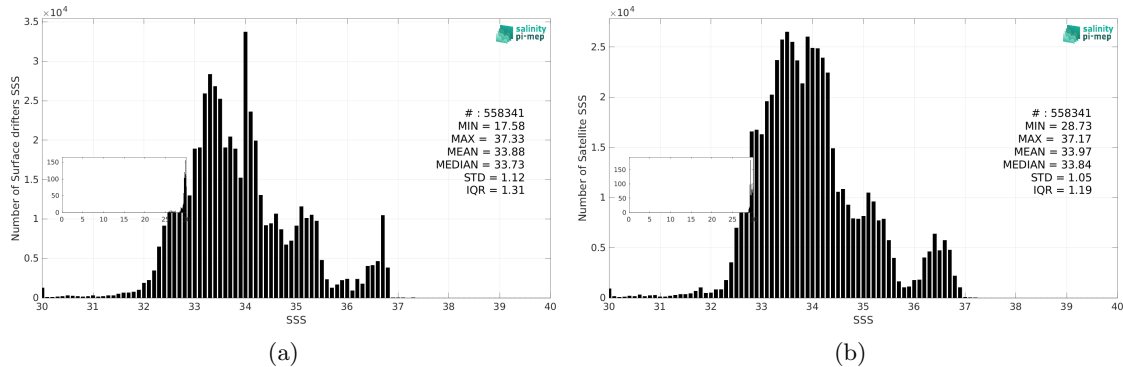 ×10⁴
3.5
3
2.5
2
1.5
1
0.5
0
Number of Surface drifters SSS
salinity
pi-mep
# : 558341
MIN = 17.58
MAX = 37.33
MEAN = 33.88
MEDIAN = 33.73
STD = 1.12
IQR = 1.31
150
100
50
0
0 5 10 15 20 25
30 31 32 33 34 35 36 37 38 39 40
SSS
(a)
×10⁴
2.5
2
1.5
1
0.5
0
Number of Satellite SSS
salinity
pi-mep
# : 558341
MIN = 28.73
MAX = 37.17
MEAN = 33.97
MEDIAN = 33.84
STD = 1.05
IQR = 1.19
150
100
50
0
0 5 10 15 20 25
30 31 32 33 34 35 36 37 38 39 40
SSS
(b)